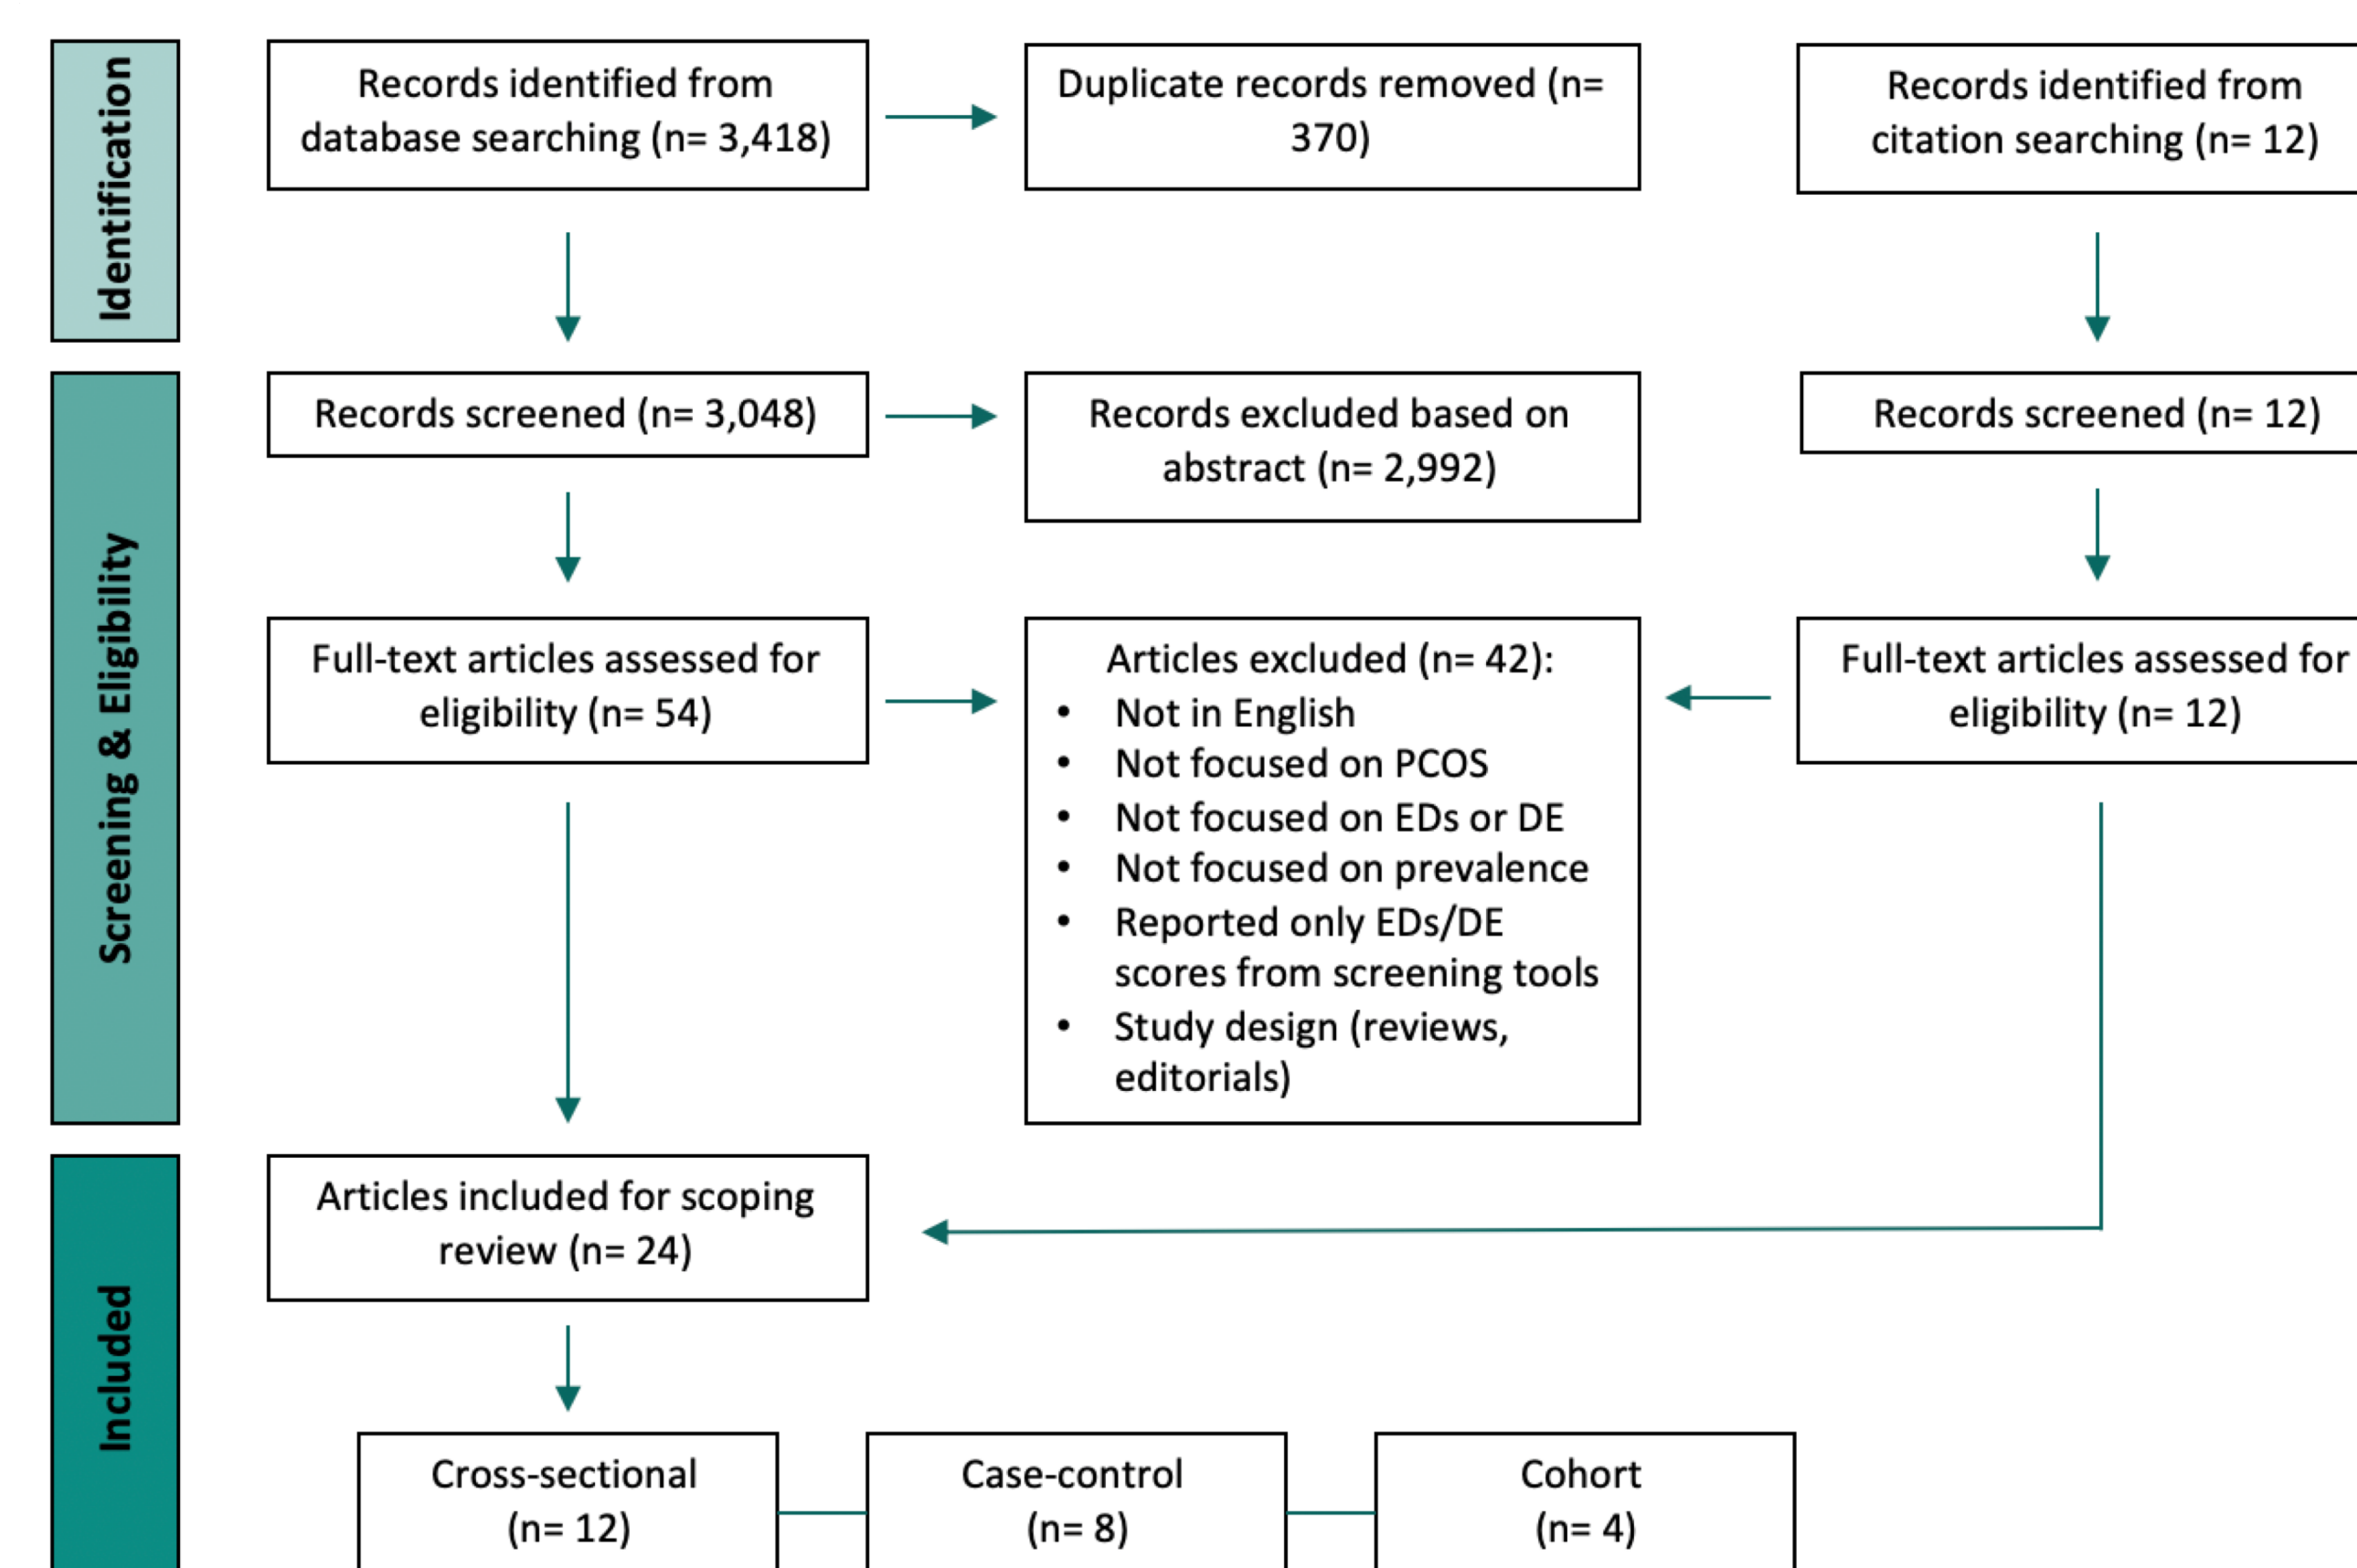 Identification
Records identified from
database searching (n= 3,418)
Duplicate records removed (n=
370)
Records identified from
citation searching (n= 12)
Screening & Eligibility
Records screened (n= 3,048)
Records excluded based on
abstract (n= 2,992)
Records screened (n= 12)
Full-text articles assessed for
eligibility (n= 54)
Articles excluded (n= 42):
• Not in English
• Not focused on PCOS
• Not focused on EDs or DE
• Not focused on prevalence
• Reported only EDs/DE
scores from screening tools
• Study design (reviews,
editorials)
Full-text articles assessed for
eligibility (n= 12)
Included
Articles included for scoping
review (n= 24)
Cross-sectional
(n= 12)
Case-control
(n= 8)
Cohort
(n= 4)